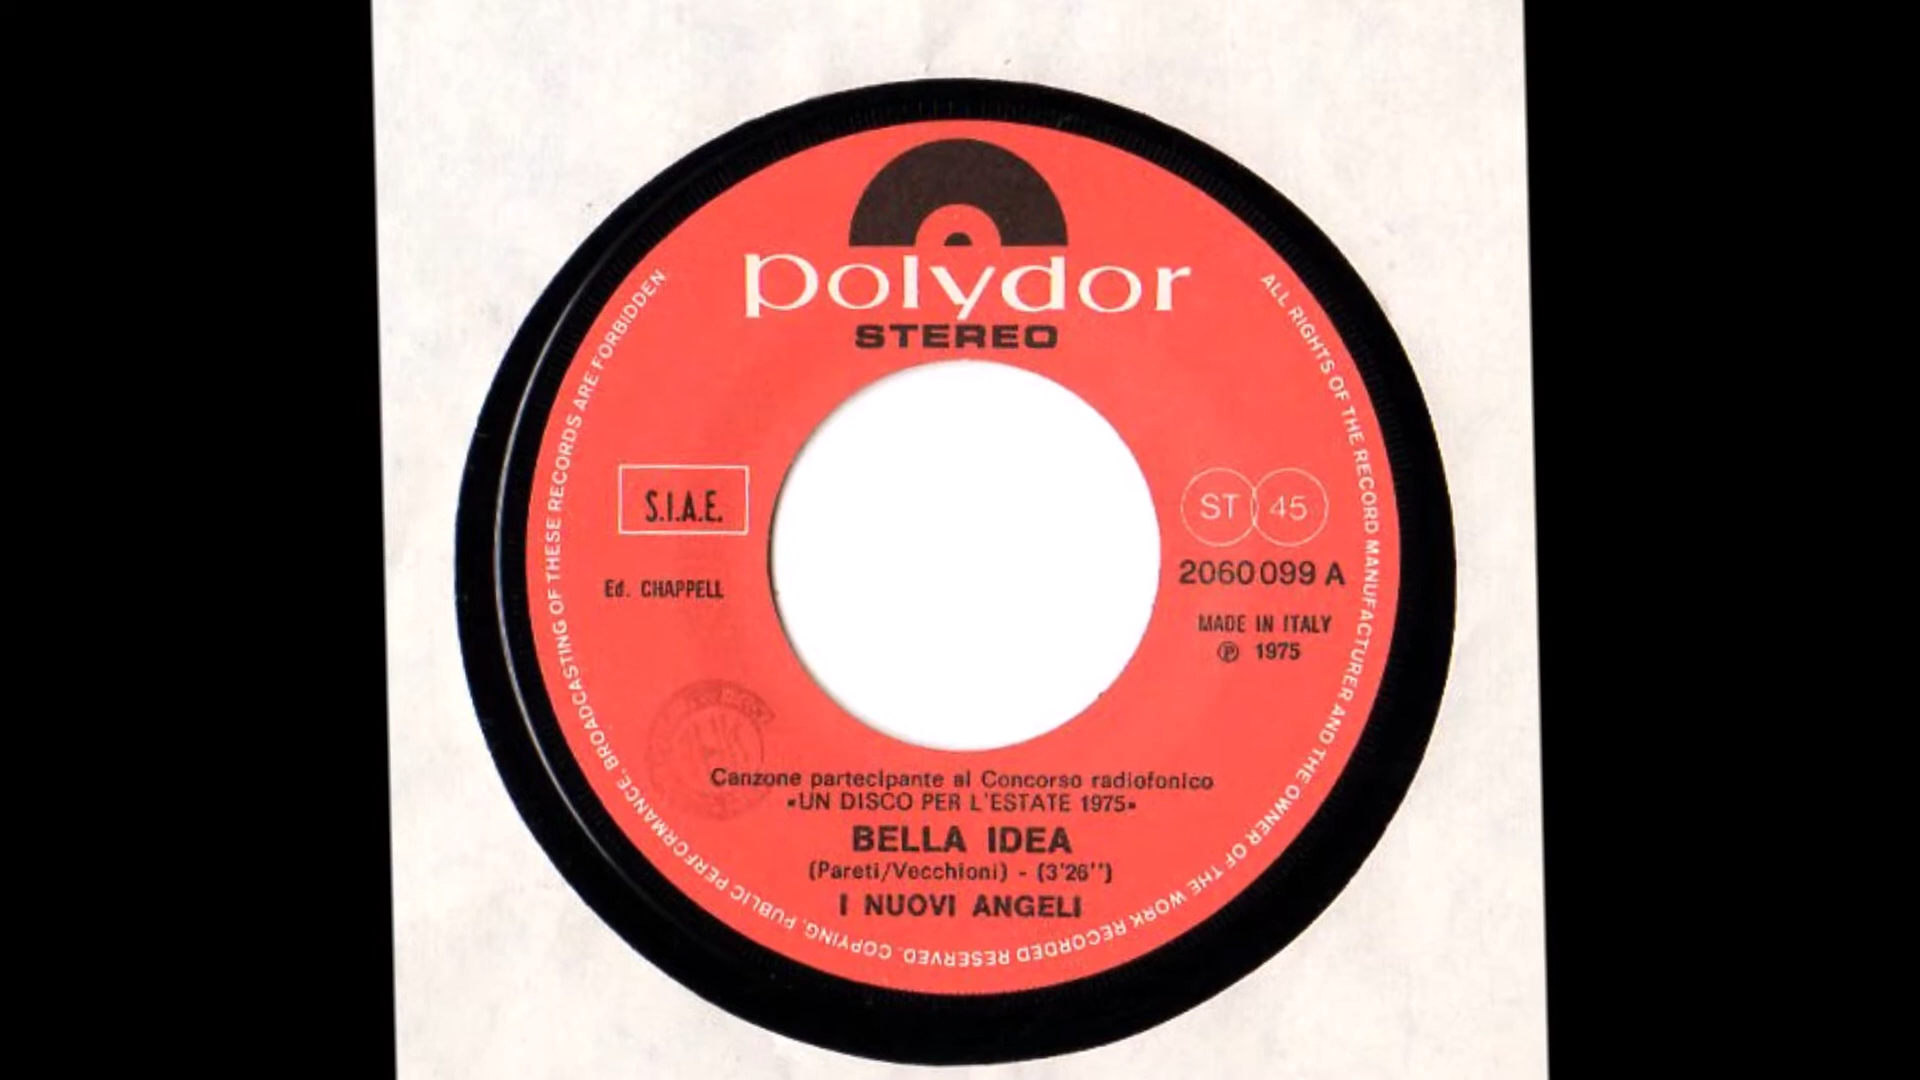 polydor
STEREO
S.I.A.E.
Ed. CHAPPELL
ST 45
2060 099 A
MADE IN ITALY
℗ 1975
Canzone partecipante al Concorso radiofonico
«UN DISCO PER L'ESTATE 1975»
BELLA IDEA
(Pareti/Vecchioni) - (3'26'')
I NUOVI ANGELI
ALL RIGHTS OF THE RECORD MANUFACTURER AND THE OWNER OF THE WORK RECORDED RESERVED. COPYING, PUBLIC PERFORMANCE, BROADCASTING OF THESE RECORDS ARE FORBIDDEN